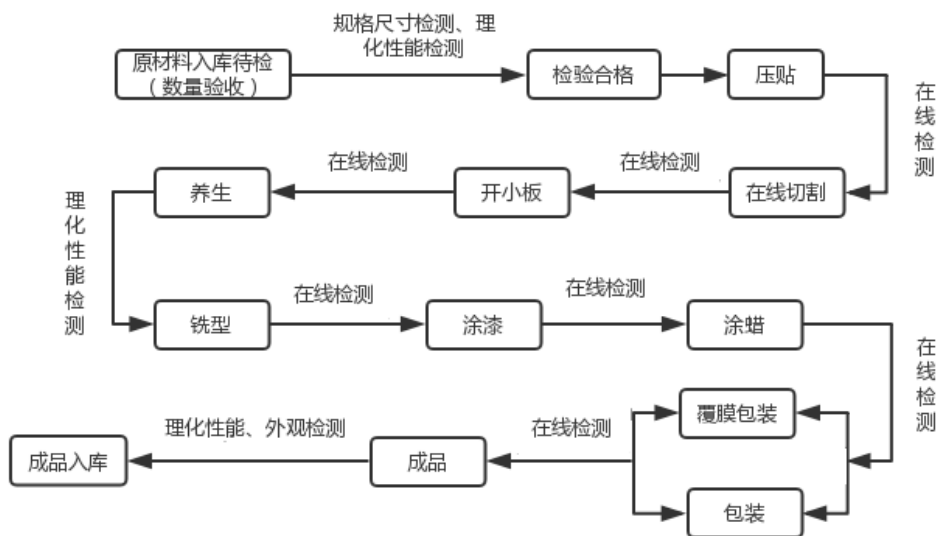 规格尺寸检测、理
化性能检测
原材料入库待检
（数量验收）
检验合格
压贴
在线检测
在线切割
在线检测
开小板
在线检测
养生
理化性能检测
铣型
在线检测
涂漆
在线检测
涂蜡
在线检测
覆膜包装
包装
在线检测
成品
理化性能、外观检测
成品入库